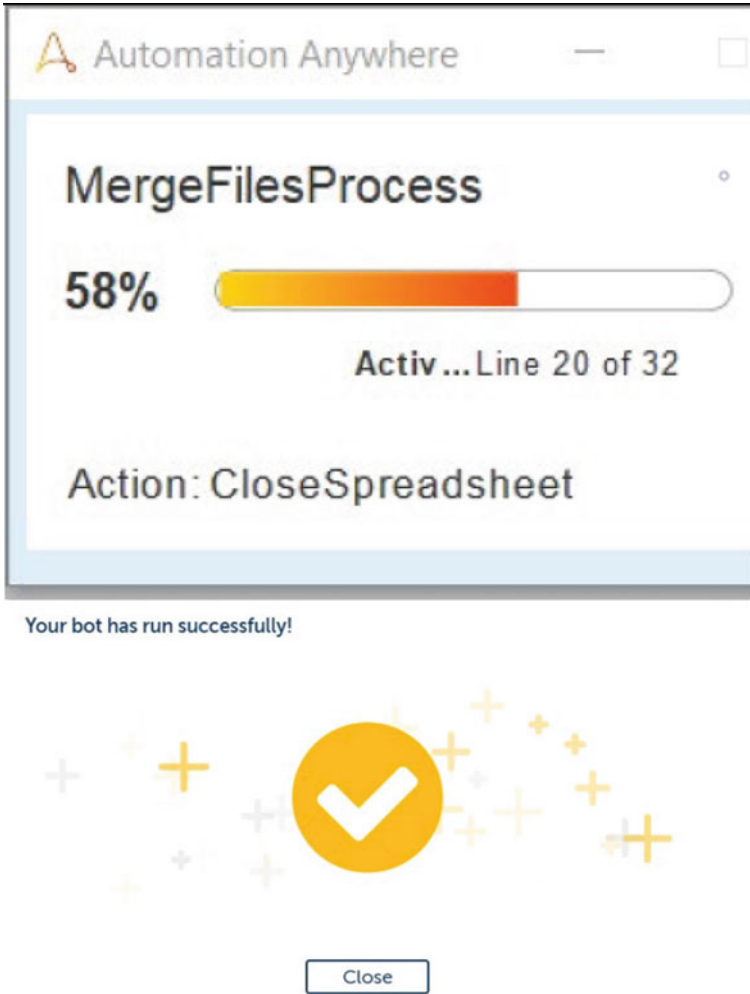 Automation Anywhere
MergeFilesProcess
58%
Activ...Line 20 of 32
Action: CloseSpreadsheet
Your bot has run successfully!
Close